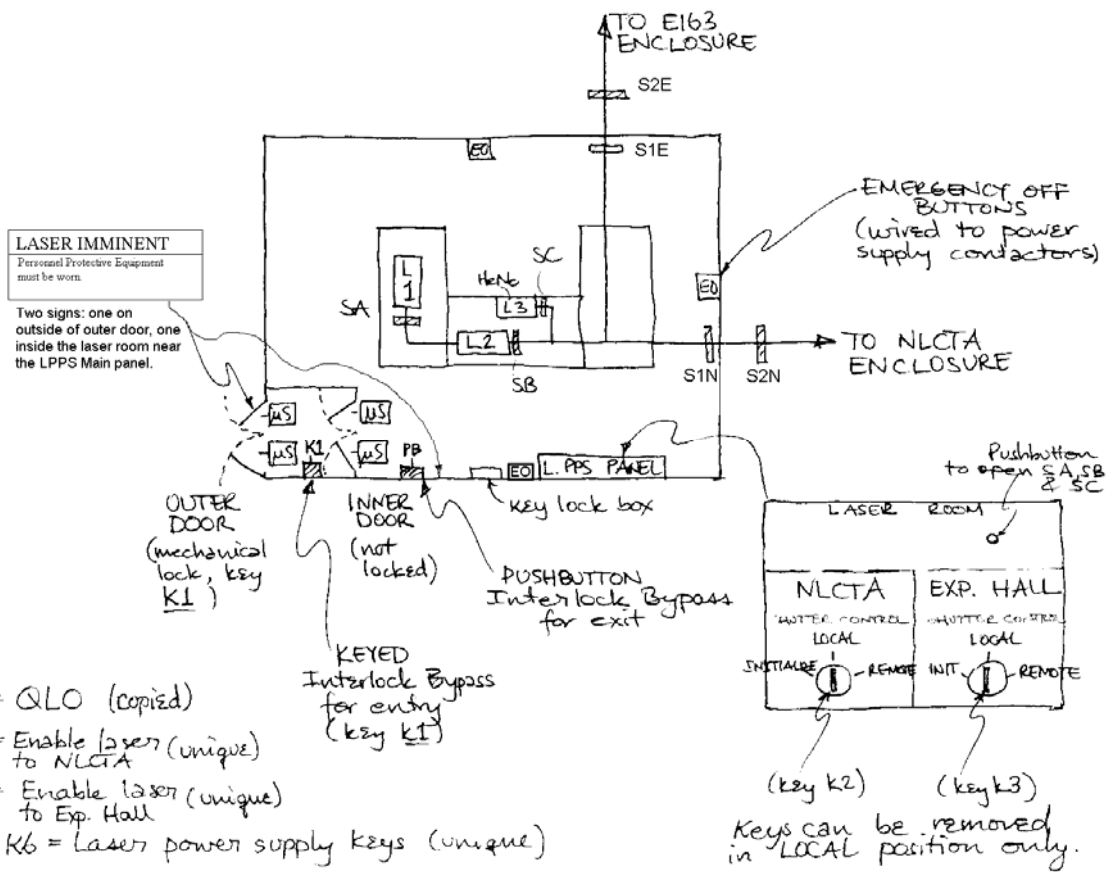 TO E163
ENCLOSURE
S2E
EO
S1E
EMERGENCY OFF
BUTTONS
(wired to power
supply contactors)
LASER IMMINENT
Personnel Protective Equipment
must be worn.
Two signs: one on
outside of outer door, one
inside the laser room near
the LPPS Main panel.
L
1
SA
HeNe
SC
L3
L2
SB
EO
S1N
S2N
TO NLCTA
ENCLOSURE
μS
μS
μS
K1
μS
PB
EO
L. PPS PANEL
key lock box
OUTER
DOOR
(mechanical
lock, key
K1)
INNER
DOOR
(not
locked)
PUSHBUTTON
Interlock Bypass
for exit
KEYED
Interlock Bypass
for entry
(key K1)
Pushbutton
to open SA, SB
& SC
LASER ROOM
NLCTA
SHUTTER CONTROL
LOCAL
INITIALIZE
REMOTE
EXP. HALL
SHUTTER CONTROL
LOCAL
INIT
REMOTE
(key k2)
(key k3)
Keys can be removed
in LOCAL position only.
= QLO (copied)
= Enable laser (unique)
to NLCTA
= Enable laser (unique)
to Exp. Hall
K6 = Laser power supply keys (unique)